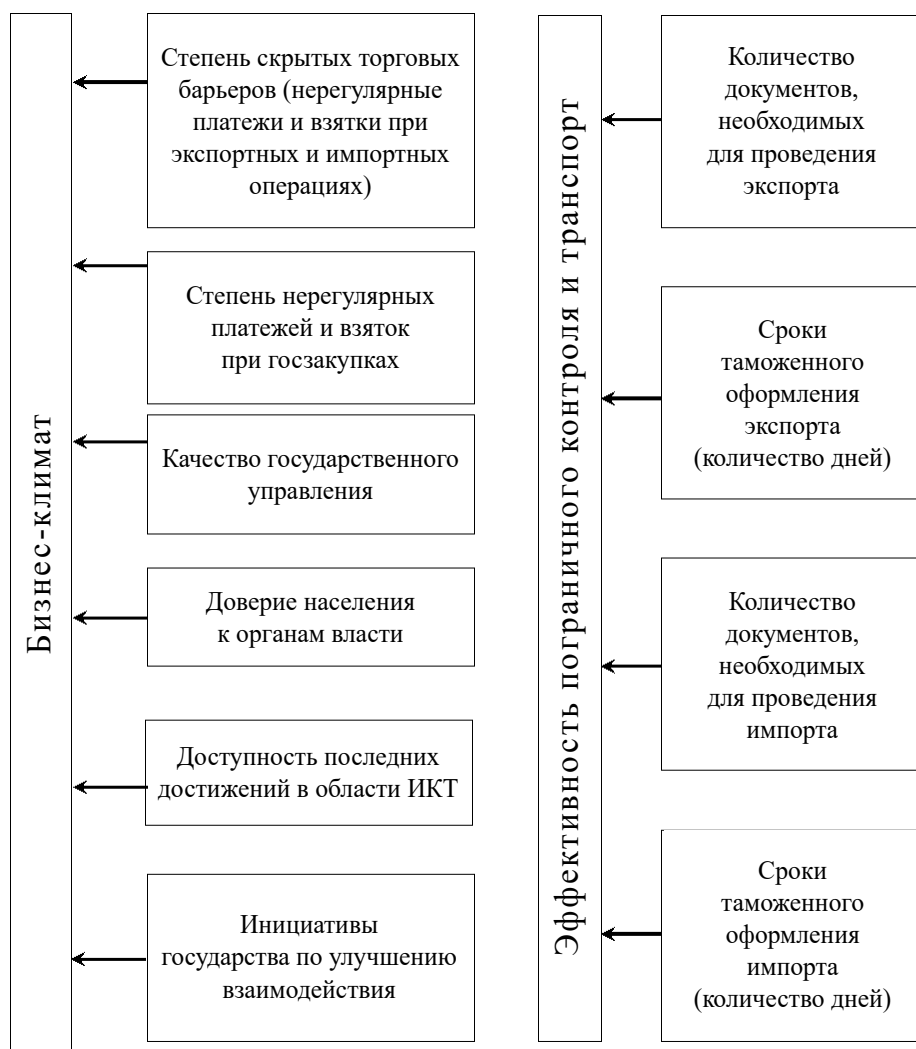 Бизнес-климат
Степень скрытых торговых
барьеров (нерегулярные
платежи и взятки при
экспортных и импортных
операциях)
Степень нерегулярных
платежей и взяток
при госзакупках
Качество государственного
управления
Доверие населения
к органам власти
Доступность последних
достижений в области ИКТ
Инициативы
государства по улучшению
взаимодействия
Эффективность пограничного контроля и транспорт
Количество
документов,
необходимых
для проведения
экспорта
Сроки
таможенного
оформления
экспорта
(количество дней)
Количество
документов,
необходимых
для проведения
импорта
Сроки
таможенного
оформления
импорта
(количество дней)